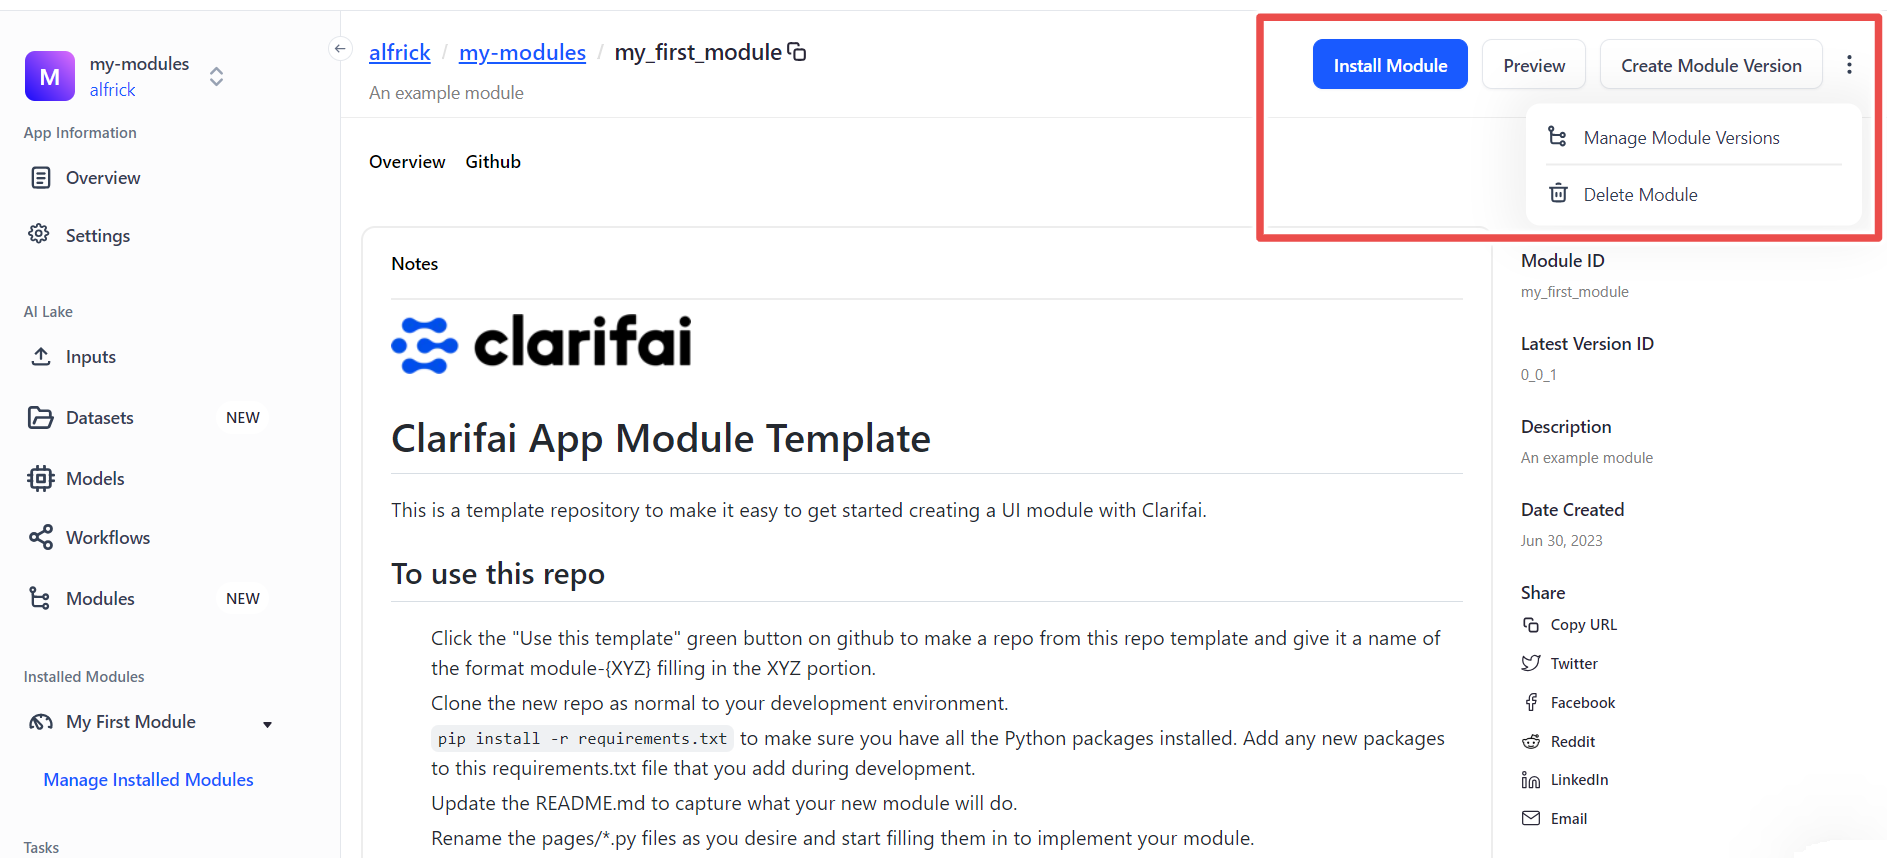 M
my-modules
alfrick
App Information
Overview
Settings
AI Lake
Inputs
Datasets NEW
Models
Workflows
Modules NEW
Installed Modules
My First Module
Manage Installed Modules
Tasks
alfrick / my-modules / my_first_module
An example module
Install Module Preview Create Module Version
Manage Module Versions
Delete Module
Overview Github
Notes
clarifai
Clarifai App Module Template
This is a template repository to make it easy to get started creating a UI module with Clarifai.
To use this repo
Click the "Use this template" green button on github to make a repo from this repo template and give it a name of
the format module-{XYZ} filling in the XYZ portion.
Clone the new repo as normal to your development environment.
pip install -r requirements.txt to make sure you have all the Python packages installed. Add any new packages
to this requirements.txt file that you add during development.
Update the README.md to capture what your new module will do.
Rename the pages/*.py files as you desire and start filling them in to implement your module.
Module ID
my_first_module
Latest Version ID
0_0_1
Description
An example module
Date Created
Jun 30, 2023
Share
Copy URL
Twitter
Facebook
Reddit
LinkedIn
Email